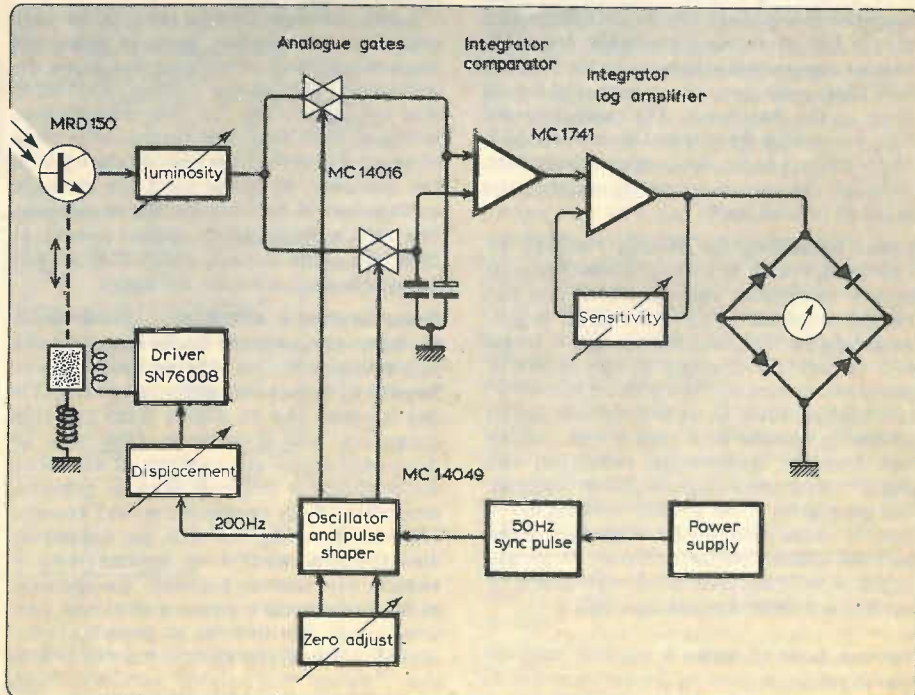 Analogue gates
Integrator
comparator
Integrator
log amplifier
MRD 150
MC 1741
luminosity
MC 14016
Sensitivity
Driver
SN76008
Displacement
MC 14049
200Hz
Oscillator
and pulse
shaper
50Hz
sync pulse
Power
supply
Zero adjust